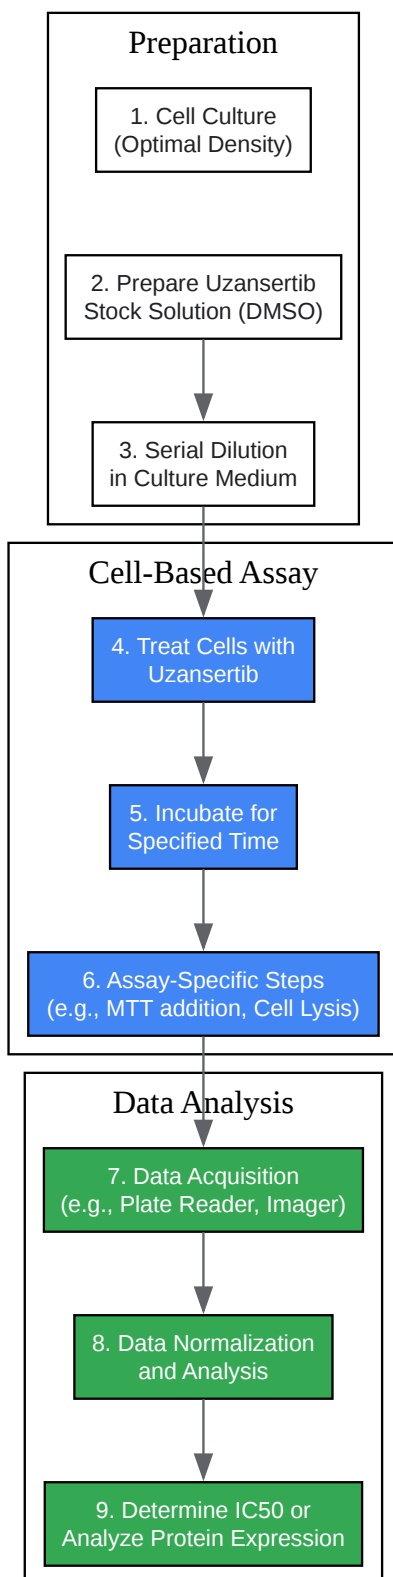 Preparation
1. Cell Culture
(Optimal Density)
2. Prepare Uzansertib
Stock Solution (DMSO)
3. Serial Dilution
in Culture Medium
Cell-Based Assay
4. Treat Cells with
Uzansertib
5. Incubate for
Specified Time
6. Assay-Specific Steps
(e.g., MTT addition, Cell Lysis)
Data Analysis
7. Data Acquisition
(e.g., Plate Reader, Imager)
8. Data Normalization
and Analysis
9. Determine IC50 or
Analyze Protein Expression